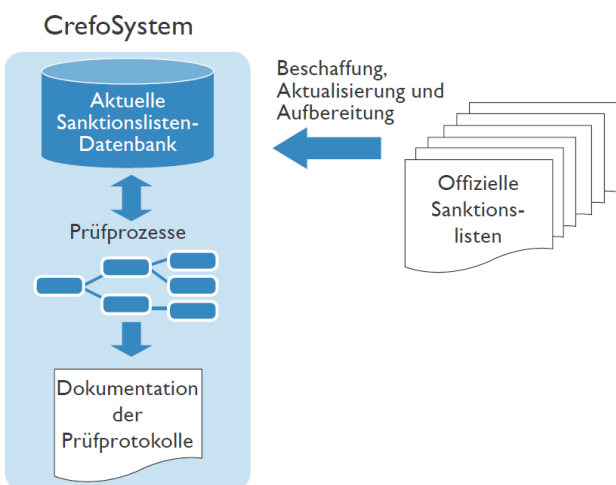 CrefoSystem
Aktuelle
Sanktionslisten-
Datenbank
Beschaffung,
Aktualisierung und
Aufbereitung
Offizielle
Sanktions-
listen
Prüfprozesse
Dokumentation
der
Prüfprotokolle